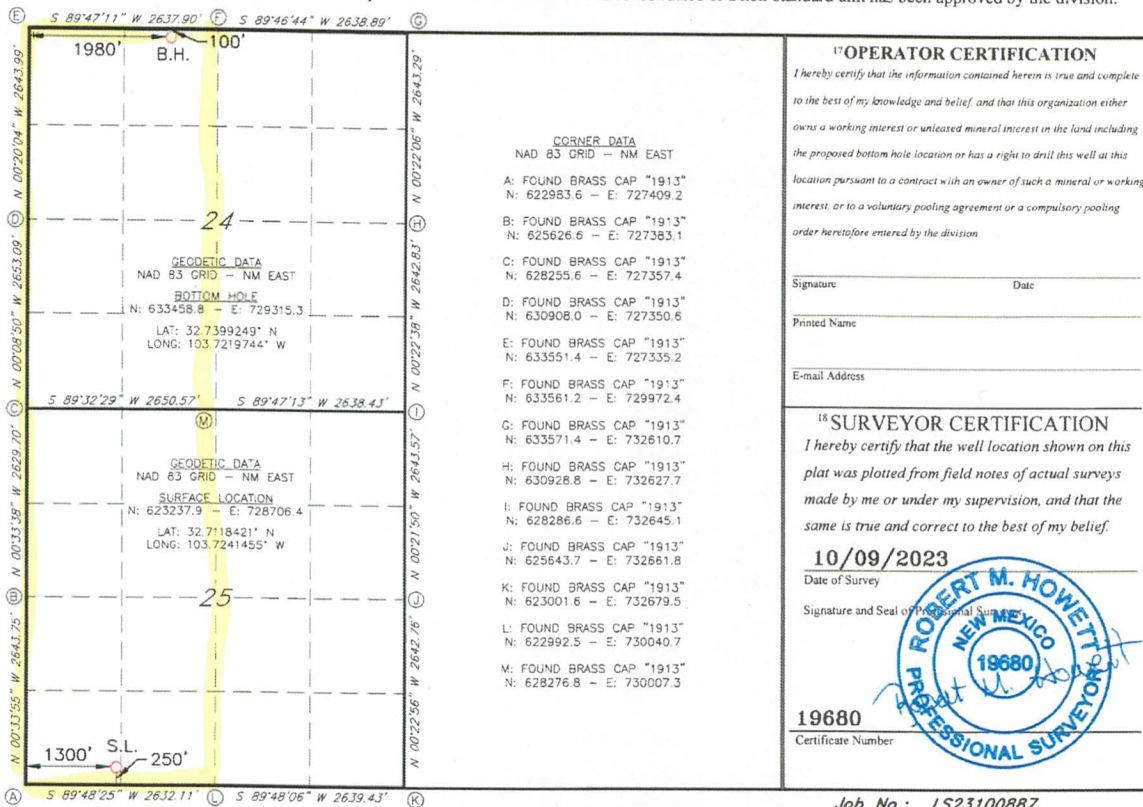 Ⓔ S 89°47'11" W 2637.90' Ⓕ S 89°46'44" W 2638.89' Ⓖ
1980'
100'
B.H.
N 00°20'04" W 2643.99'
N 00°22'06" W 2643.29'
Ⓓ
24
Ⓗ
GEODETIC DATA
NAD 83 GRID – NM EAST
BOTTOM HOLE
N: 633458.8 – E: 729315.3
LAT: 32.7399249° N
LONG: 103.7219744° W
N 00°08'50" W 2653.09'
N 00°22'38" W 2642.83'
Ⓒ S 89°32'29" W 2650.57' S 89°47'13" W 2638.43' Ⓘ
Ⓜ
GEODETIC DATA
NAD 83 GRID – NM EAST
SURFACE LOCATION
N: 623237.9 – E: 728706.4
LAT: 32.7118421° N
LONG: 103.7241455° W
N 00°33'38" W 2629.70'
N 00°21'50" W 2643.57'
Ⓑ
25
Ⓙ
N 00°33'55" W 2643.75'
N 00°22'56" W 2642.76'
1300'
S.L.
250'
Ⓐ S 89°48'25" W 2632.11' Ⓛ S 89°48'06" W 2639.43' Ⓚ
CORNER DATA
NAD 83 GRID – NM EAST
A: FOUND BRASS CAP "1913"
N: 622983.6 – E: 727409.2
B: FOUND BRASS CAP "1913"
N: 625626.6 – E: 727383.1
C: FOUND BRASS CAP "1913"
N: 628255.6 – E: 727357.4
D: FOUND BRASS CAP "1913"
N: 630908.0 – E: 727350.6
E: FOUND BRASS CAP "1913"
N: 633551.4 – E: 727335.2
F: FOUND BRASS CAP "1913"
N: 633561.2 – E: 729972.4
G: FOUND BRASS CAP "1913"
N: 633571.4 – E: 732610.7
H: FOUND BRASS CAP "1913"
N: 630928.8 – E: 732627.7
I: FOUND BRASS CAP "1913"
N: 628286.6 – E: 732645.1
J: FOUND BRASS CAP "1913"
N: 625643.7 – E: 732661.8
K: FOUND BRASS CAP "1913"
N: 623001.6 – E: 732679.5
L: FOUND BRASS CAP "1913"
N: 622992.5 – E: 730040.7
M: FOUND BRASS CAP "1913"
N: 628276.8 – E: 730007.3
17 OPERATOR CERTIFICATION
I hereby certify that the information contained herein is true and complete
to the best of my knowledge and belief, and that this organization either
owns a working interest or unleased mineral interest in the land including
the proposed bottom hole location or has a right to drill this well at this
location pursuant to a contract with an owner of such a mineral or working
interest, or to a voluntary pooling agreement or a compulsory pooling
order heretofore entered by the division
Signature Date
Printed Name
E-mail Address
18 SURVEYOR CERTIFICATION
I hereby certify that the well location shown on this
plat was plotted from field notes of actual surveys
made by me or under my supervision, and that the
same is true and correct to the best of my belief.
10/09/2023
Date of Survey
Signature and Seal of Professional Surveyor
ROBERT M. HOWETT
NEW MEXICO
19680
PROFESSIONAL SURVEYOR
Robert M. Howett
19680
Certificate Number
Job No.: LS23100887